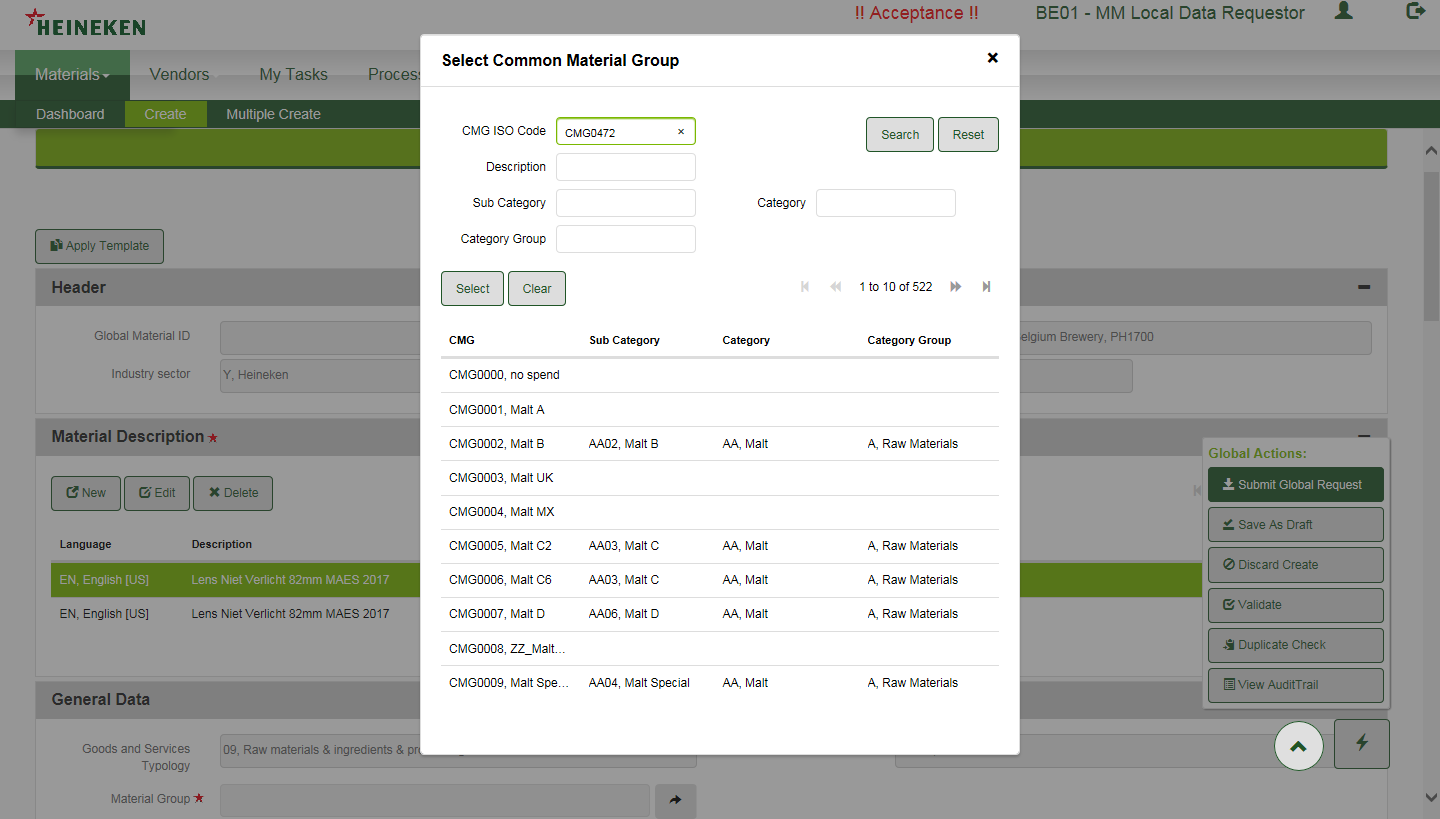 HEINEKEN
!! Acceptance !!
BE01 - MM Local Data Requestor
Materials
Vendors
My Tasks
Process
Dashboard
Create
Multiple Create
Select Common Material Group
CMG ISO Code
CMG0472
Search
Reset
Description
Sub Category
Category
Category Group
Select
Clear
1 to 10 of 522
CMG Sub Category Category Category Group
CMG0000, no spend
CMG0001, Malt A
CMG0002, Malt B AA02, Malt B AA, Malt A, Raw Materials
CMG0003, Malt UK
CMG0004, Malt MX
CMG0005, Malt C2 AA03, Malt C AA, Malt A, Raw Materials
CMG0006, Malt C6 AA03, Malt C AA, Malt A, Raw Materials
CMG0007, Malt D AA06, Malt D AA, Malt A, Raw Materials
CMG0008, ZZ_Malt...
CMG0009, Malt Spe... AA04, Malt Special AA, Malt A, Raw Materials
Apply Template
Header
Global Material ID
elgium Brewery, PH1700
Industry sector
Y, Heineken
Material Description
New
Edit
Delete
Language Description
EN, English [US] Lens Niet Verlicht 82mm MAES 2017
EN, English [US] Lens Niet Verlicht 82mm MAES 2017
General Data
Goods and Services
Typology
09, Raw materials & ingredients & pr
Material Group
Global Actions:
Submit Global Request
Save As Draft
Discard Create
Validate
Duplicate Check
View AuditTrail